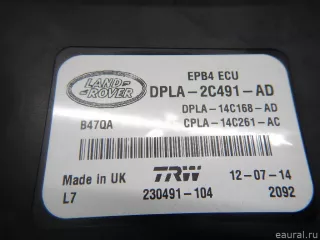 LAND-
ROVER
EPB4 ECU
DPLA-2C491-AD
DPLA-14C168-AD
B47QA
CPLA-14C261-AC
TRW
Made in UK
12-07-14
L7
230491-104
2092
eaural.ru